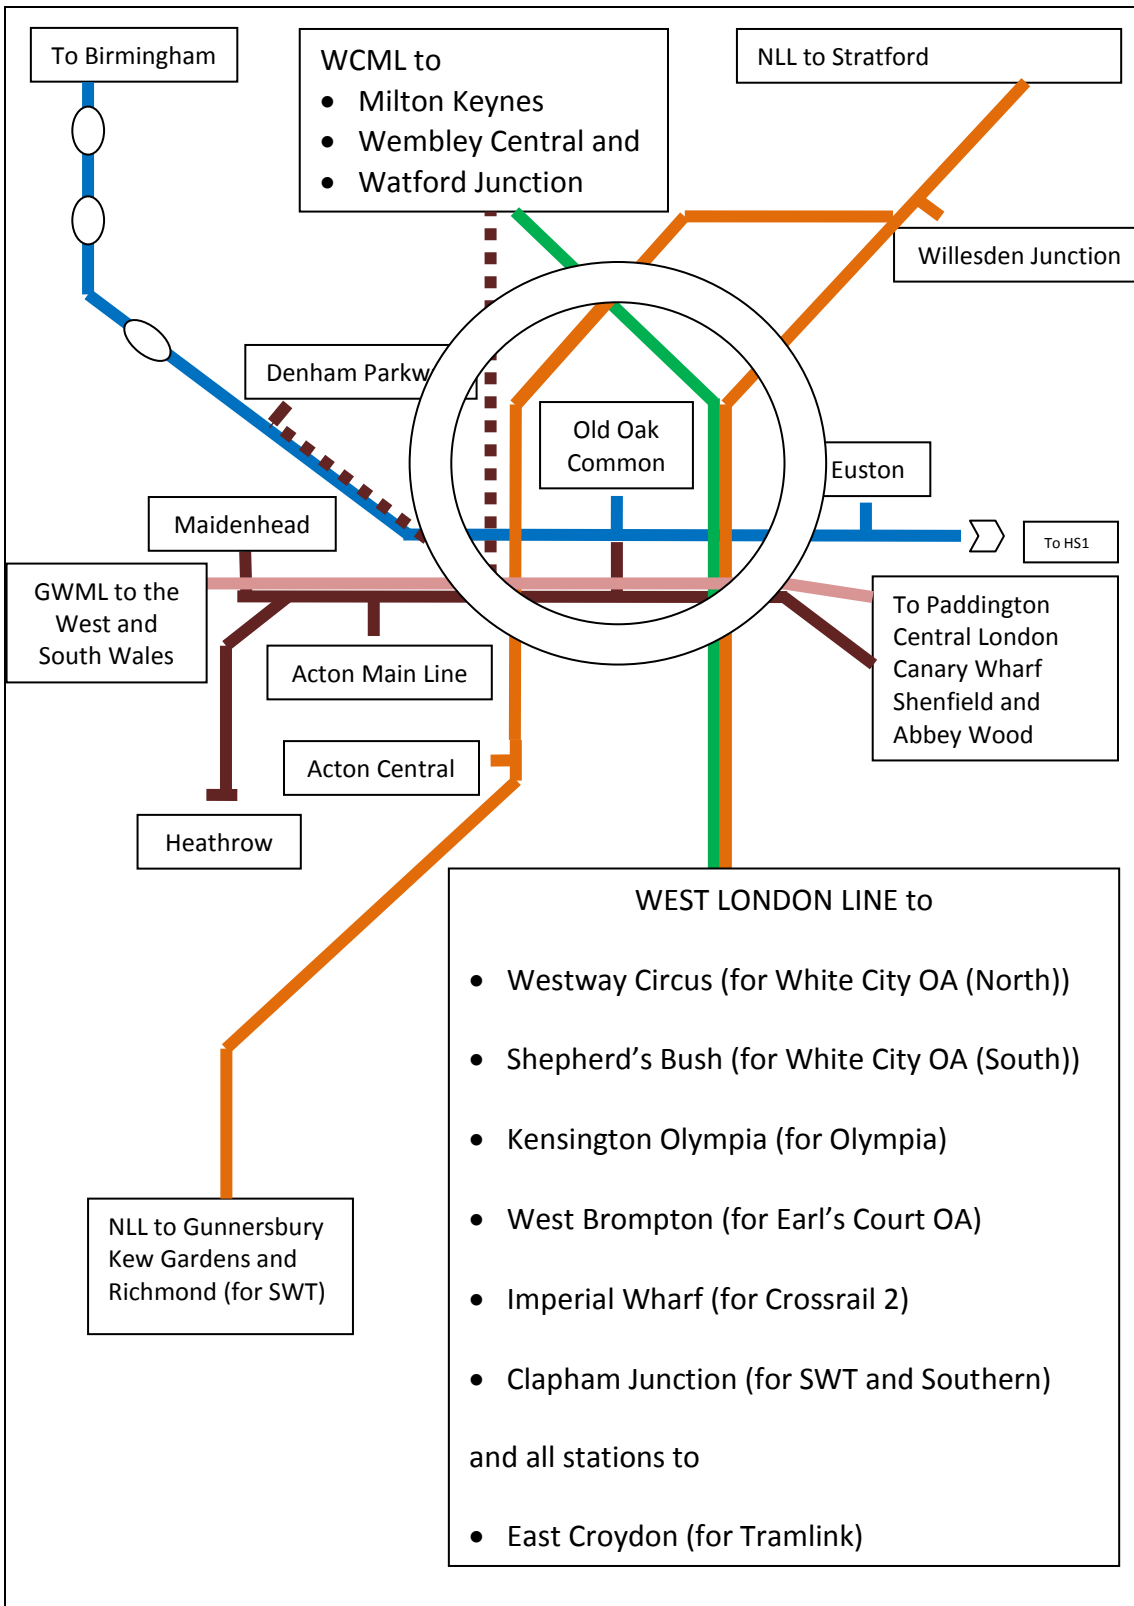 To Birmingham
WCML to
• Milton Keynes
• Wembley Central and
• Watford Junction
NLL to Stratford
Willesden Junction
Denham Parkw
Old Oak
Common
Euston
Maidenhead
To HS1
GWML to the
West and
South Wales
To Paddington
Central London
Canary Wharf
Shenfield and
Abbey Wood
Acton Main Line
Acton Central
Heathrow
WEST LONDON LINE to
• Westway Circus (for White City OA (North))
• Shepherd’s Bush (for White City OA (South))
• Kensington Olympia (for Olympia)
• West Brompton (for Earl’s Court OA)
• Imperial Wharf (for Crossrail 2)
• Clapham Junction (for SWT and Southern)
and all stations to
• East Croydon (for Tramlink)
NLL to Gunnersbury
Kew Gardens and
Richmond (for SWT)